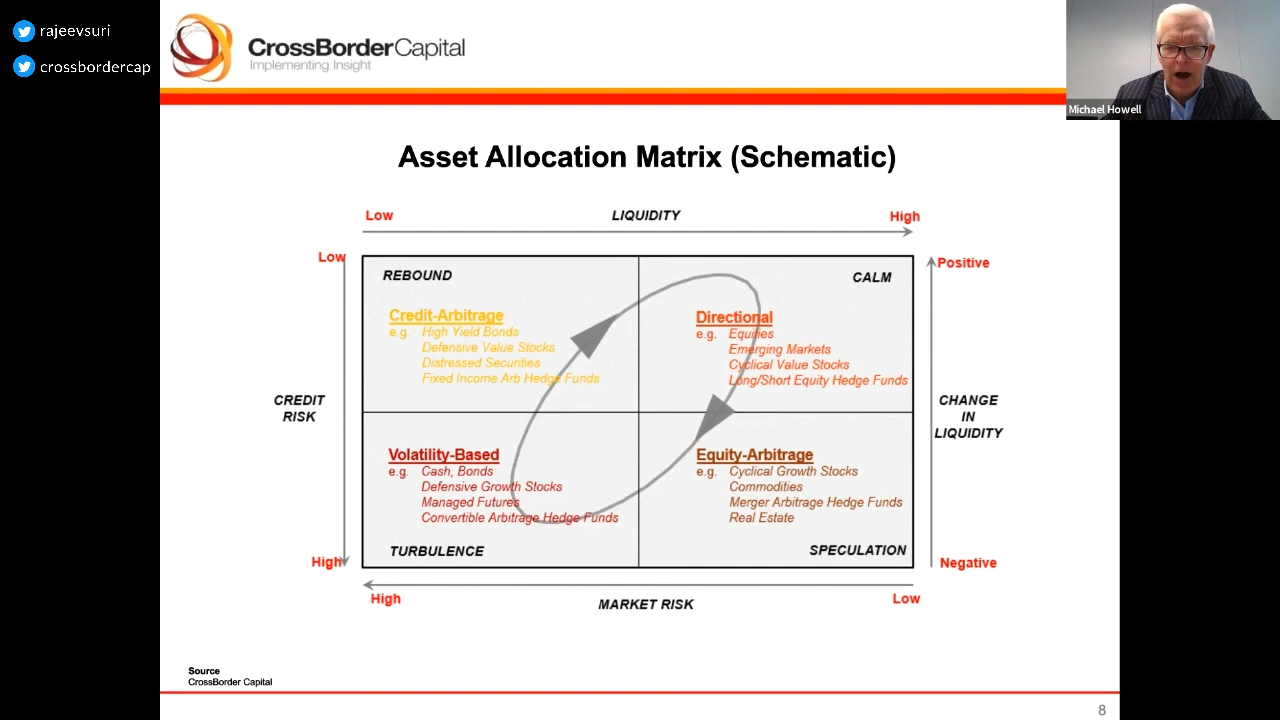 rajeevsuri
crossbordercap
CrossBorderCapital
Implementing Insight
Michael Howell
Asset Allocation Matrix (Schematic)
Low LIQUIDITY High
Low
Positive
REBOUND
CALM
Credit-Arbitrage
e.g. High Yield Bonds
Defensive Value Stocks
Distressed Securities
Fixed Income Arb Hedge Funds
Directional
e.g. Equities
Emerging Markets
Cyclical Value Stocks
Long/Short Equity Hedge Funds
CREDIT
RISK
CHANGE
IN
LIQUIDITY
Volatility-Based
e.g. Cash, Bonds
Defensive Growth Stocks
Managed Futures
Convertible Arbitrage Hedge Funds
Equity-Arbitrage
e.g. Cyclical Growth Stocks
Commodities
Merger Arbitrage Hedge Funds
Real Estate
TURBULENCE
SPECULATION
High
Negative
High MARKET RISK Low
Source
CrossBorder Capital
8